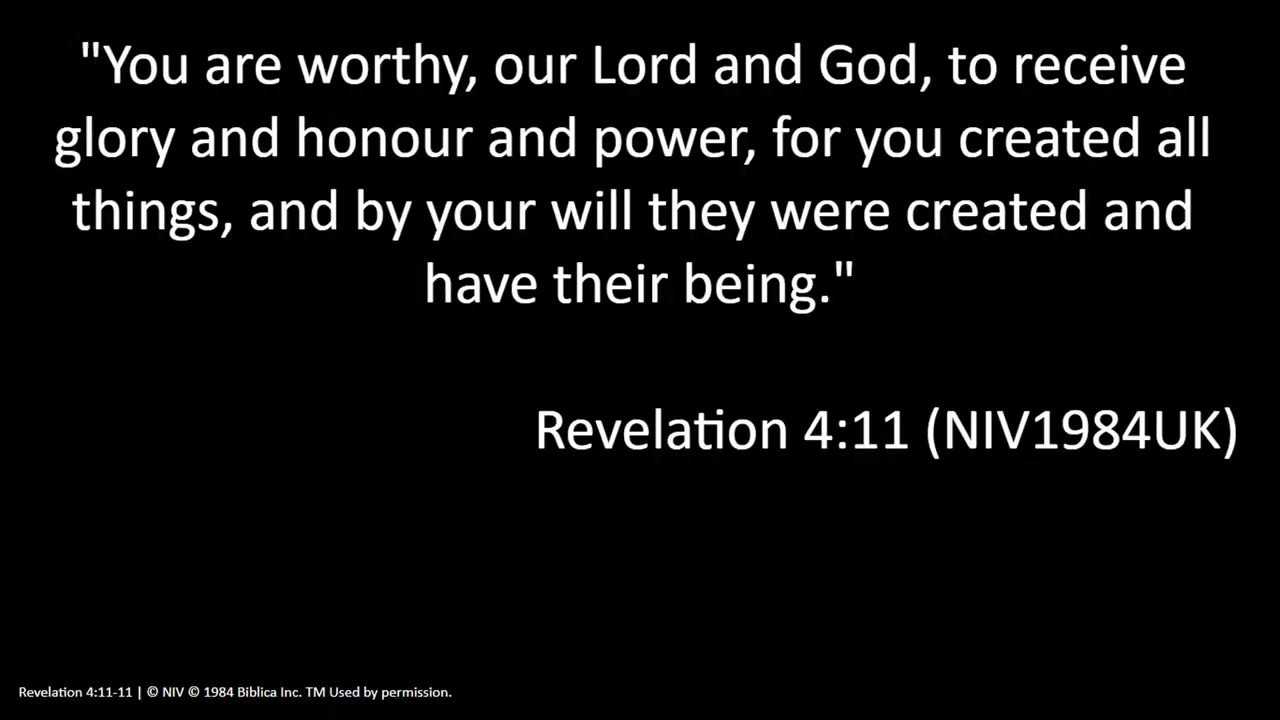 "You are worthy, our Lord and God, to receive
glory and honour and power, for you created all
things, and by your will they were created and
have their being."
Revelation 4:11 (NIV1984UK)
Revelation 4:11-11 | © NIV © 1984 Biblica Inc. TM Used by permission.